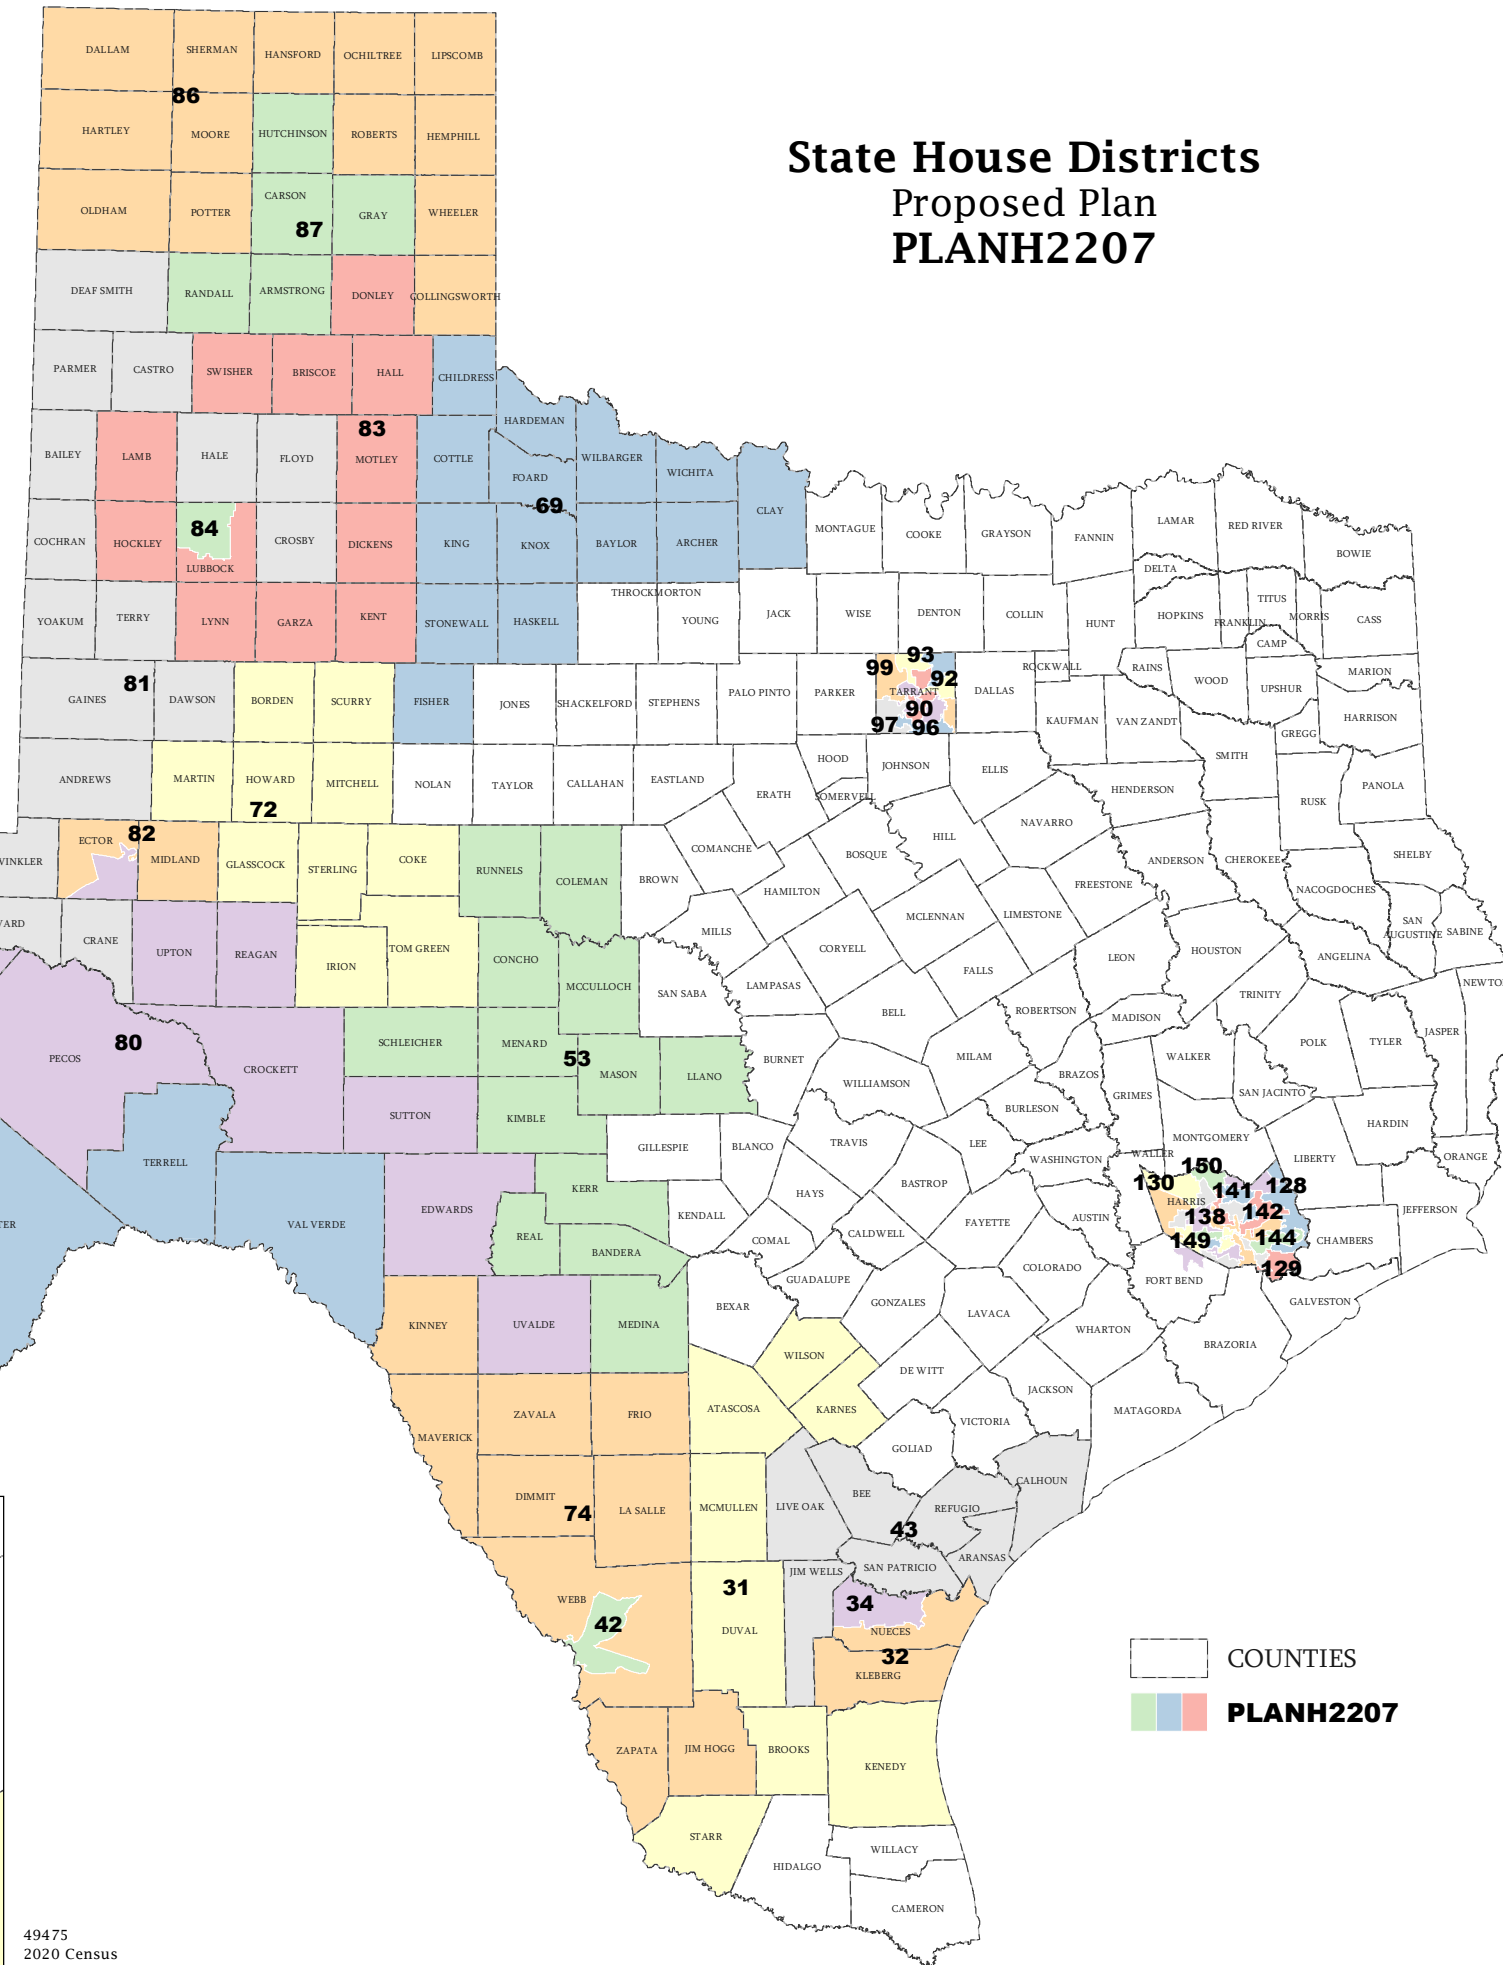 State House Districts
Proposed Plan
PLANH2207
DALLAM
SHERMAN
HANSFORD
OCHILTREE
LIPSCOMB
86
HARTLEY
MOORE
HUTCHINSON
ROBERTS
HEMPHILL
OLDHAM
POTTER
CARSON
GRAY
WHEELER
87
DEAF SMITH
RANDALL
ARMSTRONG
DONLEY
COLLINGSWORTH
PARMER
CASTRO
SWISHER
BRISCOE
HALL
CHILDRESS
HARDEMAN
83
BAILEY
LAMB
HALE
FLOYD
MOTLEY
COTTLE
FOARD
WILBARGER
WICHITA
69
CLAY
84
COCHRAN
HOCKLEY
LUBBOCK
CROSBY
DICKENS
KING
KNOX
BAYLOR
ARCHER
MONTAGUE
COOKE
GRAYSON
FANNIN
LAMAR
RED RIVER
BOWIE
DELTA
YOAKUM
TERRY
LYNN
GARZA
KENT
STONEWALL
HASKELL
THROCKMORTON
YOUNG
JACK
WISE
DENTON
COLLIN
HUNT
HOPKINS
FRANKLIN
TITUS
MORRIS
CASS
CAMP
93
99
92
81
GAINES
DAWSON
BORDEN
SCURRY
FISHER
JONES
SHACKELFORD
STEPHENS
PALO PINTO
PARKER
TARRANT
DALLAS
ROCKWALL
RAINS
WOOD
UPSHUR
MARION
90
97
96
KAUFMAN
VAN ZANDT
GREGG
HARRISON
ANDREWS
MARTIN
HOWARD
MITCHELL
NOLAN
TAYLOR
CALLAHAN
EASTLAND
ERATH
HOOD
SOMERVELL
JOHNSON
ELLIS
HENDERSON
SMITH
RUSK
PANOLA
72
82
WINKLER
ECTOR
MIDLAND
GLASSCOCK
STERLING
COKE
RUNNELS
COLEMAN
BROWN
COMANCHE
BOSQUE
HILL
NAVARRO
ANDERSON
CHEROKEE
SHELBY
HAMILTON
FREESTONE
NACOGDOCHES
WARD
CRANE
UPTON
REAGAN
IRION
TOM GREEN
CONCHO
MCCULLOCH
SAN SABA
MILLS
LAMPASAS
CORYELL
MCLENNAN
LIMESTONE
FALLS
LEON
HOUSTON
ANGELINA
SAN
AUGUSTINE
SABINE
TRINITY
NEWTO
80
PECOS
CROCKETT
SCHLEICHER
MENARD
53
MASON
LLANO
BURNET
BELL
WILLIAMSON
MILAM
ROBERTSON
MADISON
BRAZOS
WALKER
POLK
TYLER
JASPER
GRIMES
SAN JACINTO
SUTTON
KIMBLE
GILLESPIE
BLANCO
TRAVIS
BURLESON
LEE
WASHINGTON
WALLER
MONTGOMERY
LIBERTY
HARDIN
ORANGE
TERRELL
VAL VERDE
EDWARDS
KERR
REAL
BANDERA
KENDALL
HAYS
COMAL
BASTROP
CALDWELL
FAYETTE
AUSTIN
COLORADO
150
130
141
128
HARRIS
138
142
149
144
129
CHAMBERS
JEFFERSON
FORT BEND
GALVESTON
BRAZORIA
KINNEY
UVALDE
MEDINA
BEXAR
GUADALUPE
GONZALES
LAVACA
WHARTON
WILSON
DE WITT
JACKSON
MATAGORDA
MAVERICK
ZAVALA
FRIO
ATASCOSA
KARNES
GOLIAD
VICTORIA
CALHOUN
DIMMIT
74
LA SALLE
MCMULLEN
LIVE OAK
BEE
REFUGIO
43
ARANSAS
SAN PATRICIO
JIM WELLS
WEBB
42
31
DUVAL
34
NUECES
32
KLEBERG
ZAPATA
JIM HOGG
BROOKS
KENEDY
STARR
HIDALGO
WILLACY
CAMERON
COUNTIES
PLANH2207
49475
2020 Census